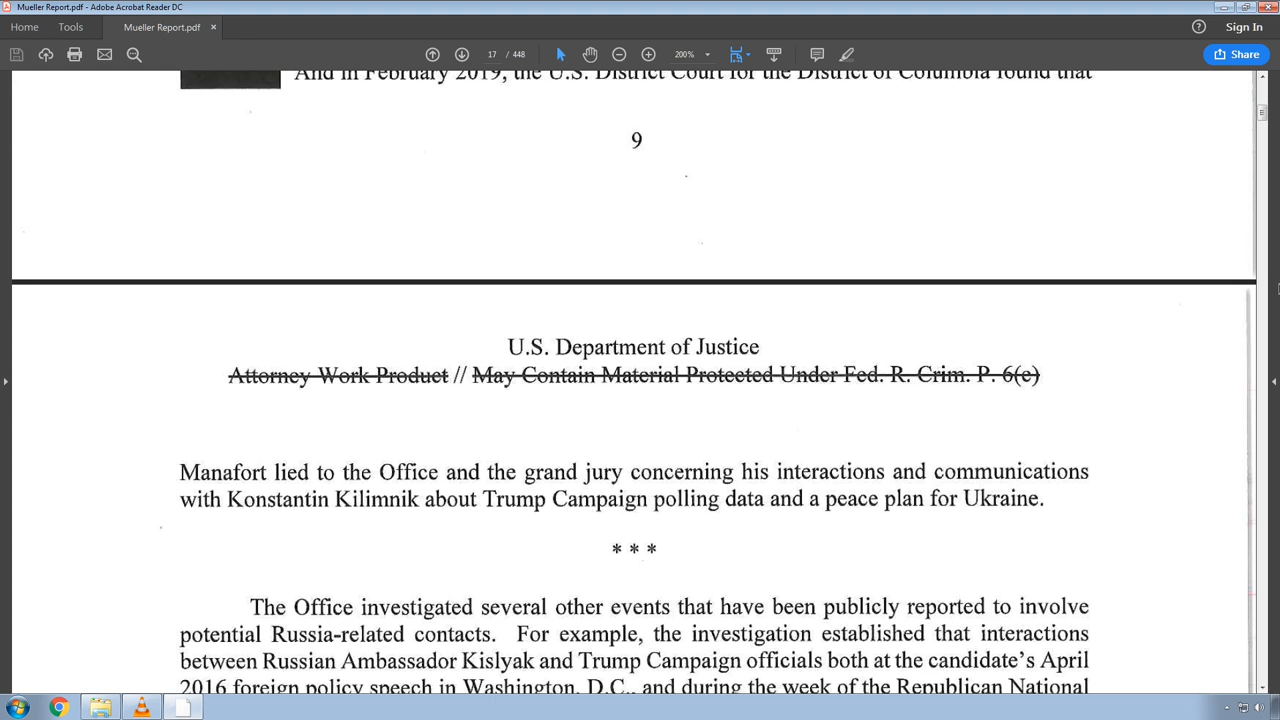 Mueller Report.pdf - Adobe Acrobat Reader DC
Home Tools Mueller Report.pdf × ? Sign In
17 / 448 200% Share
And in February 2019, the U.S. District Court for the District of Columbia found that
9
U.S. Department of Justice
Attorney Work Product // May Contain Material Protected Under Fed. R. Crim. P. 6(e)
Manafort lied to the Office and the grand jury concerning his interactions and communications
with Konstantin Kilimnik about Trump Campaign polling data and a peace plan for Ukraine.
* * *
The Office investigated several other events that have been publicly reported to involve
potential Russia-related contacts. For example, the investigation established that interactions
between Russian Ambassador Kislyak and Trump Campaign officials both at the candidate's April
2016 foreign policy speech in Washington, D.C., and during the week of the Republican National